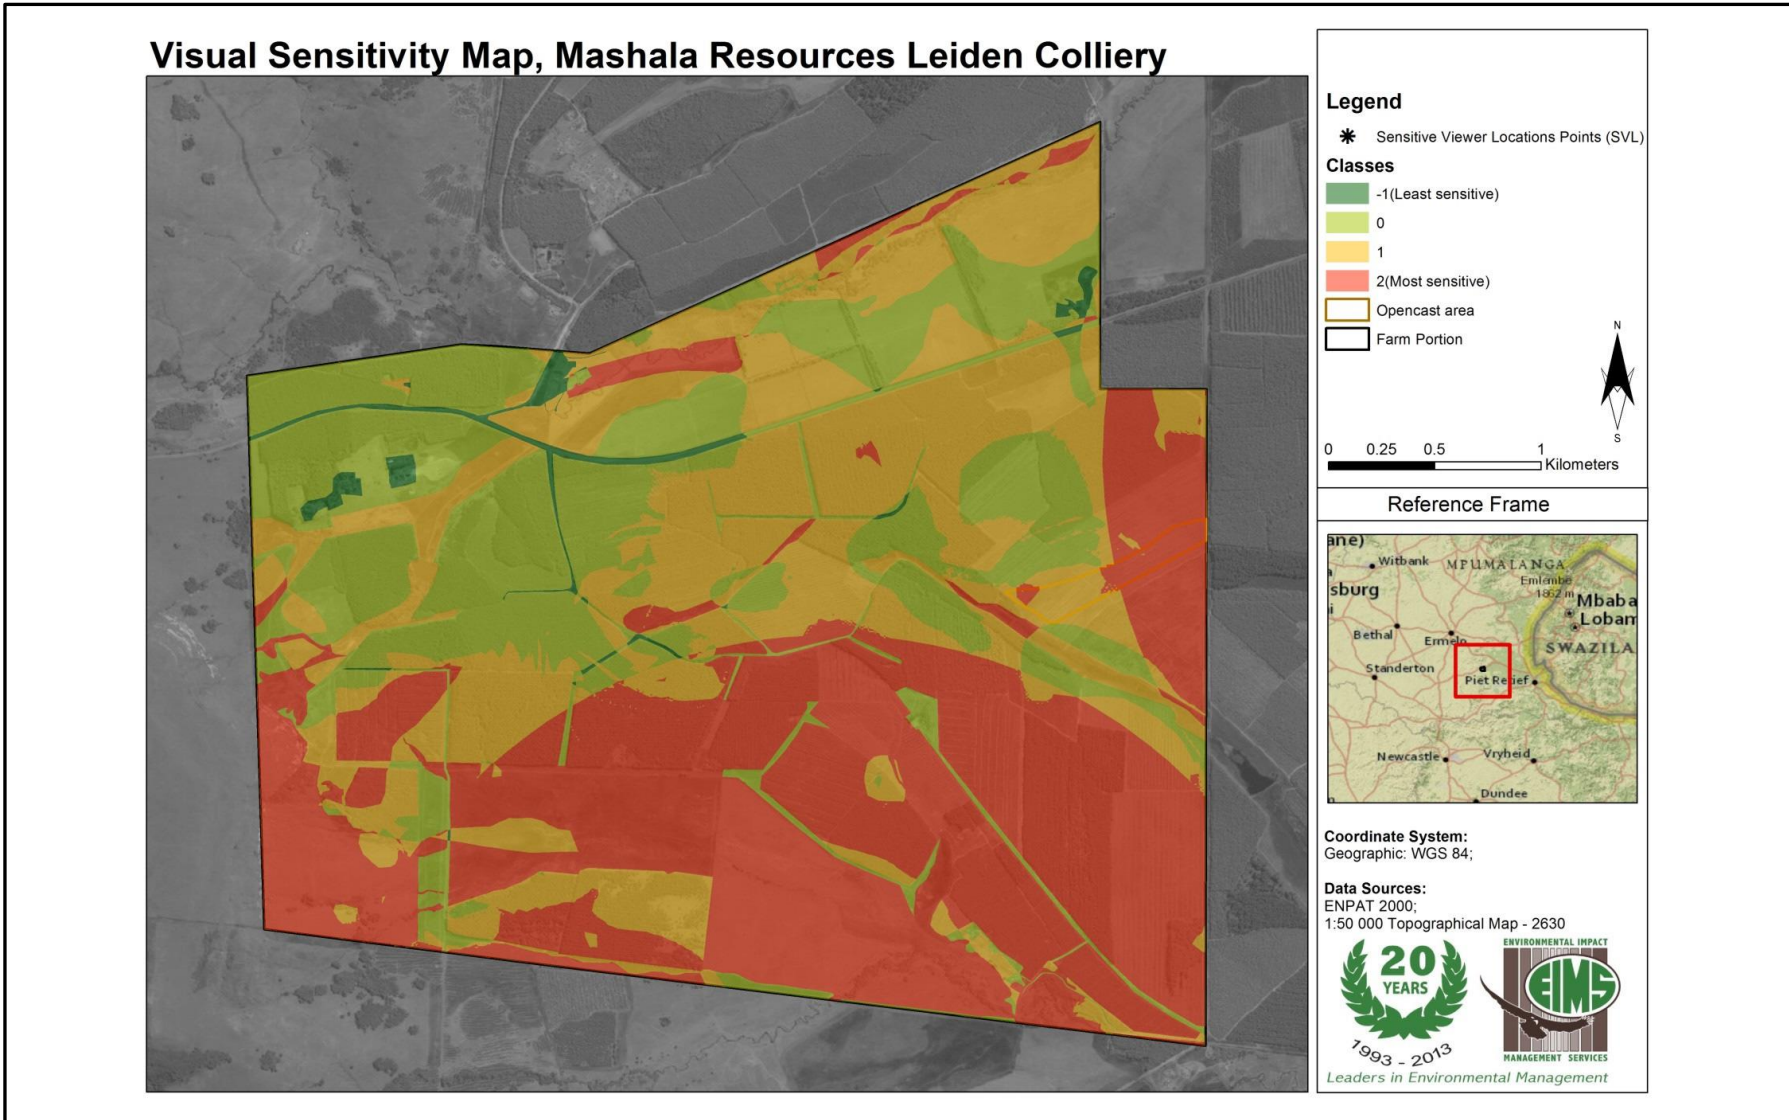 Visual Sensitivity Map, Mashala Resources Leiden Colliery
Legend
Sensitive Viewer Locations Points (SVL)
Classes
-1(Least sensitive)
0
1
2(Most sensitive)
Opencast area
Farm Portion
N
S
0 0.25 0.5 1
Kilometers
Reference Frame
ane)
Witbank
MPUMALANGA
Emlembe
1862 m
sburg
Mbaba
Lobam
Bethal
Ermelo
SWAZILA
Standerton
Piet Retief
Newcastle
Vryheid
Dundee
Coordinate System:
Geographic: WGS 84;
Data Sources:
ENPAT 2000;
1:50 000 Topographical Map - 2630
20
YEARS
1993 - 2013
ENVIRONMENTAL IMPACT
EIMS
MANAGEMENT SERVICES
Leaders in Environmental Management